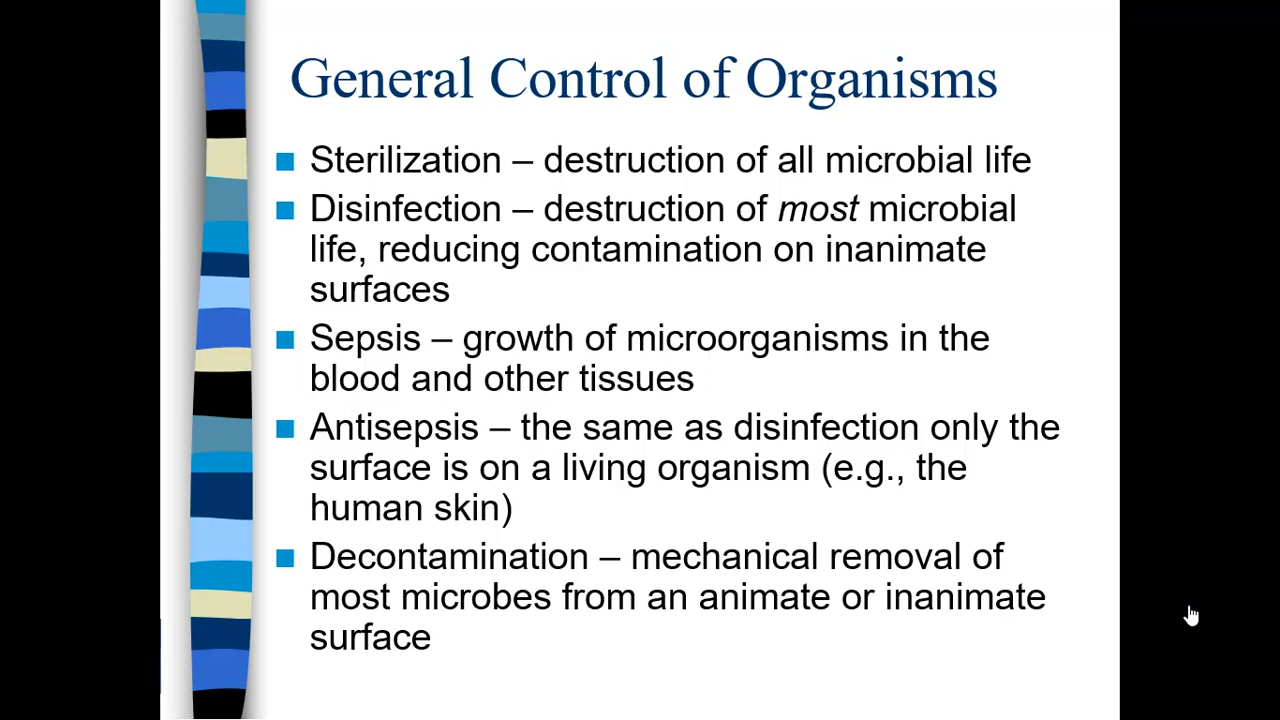 General Control of Organisms
Sterilization – destruction of all microbial life
Disinfection – destruction of most microbial
life, reducing contamination on inanimate
surfaces
Sepsis – growth of microorganisms in the
blood and other tissues
Antisepsis – the same as disinfection only the
surface is on a living organism (e.g., the
human skin)
Decontamination – mechanical removal of
most microbes from an animate or inanimate
surface